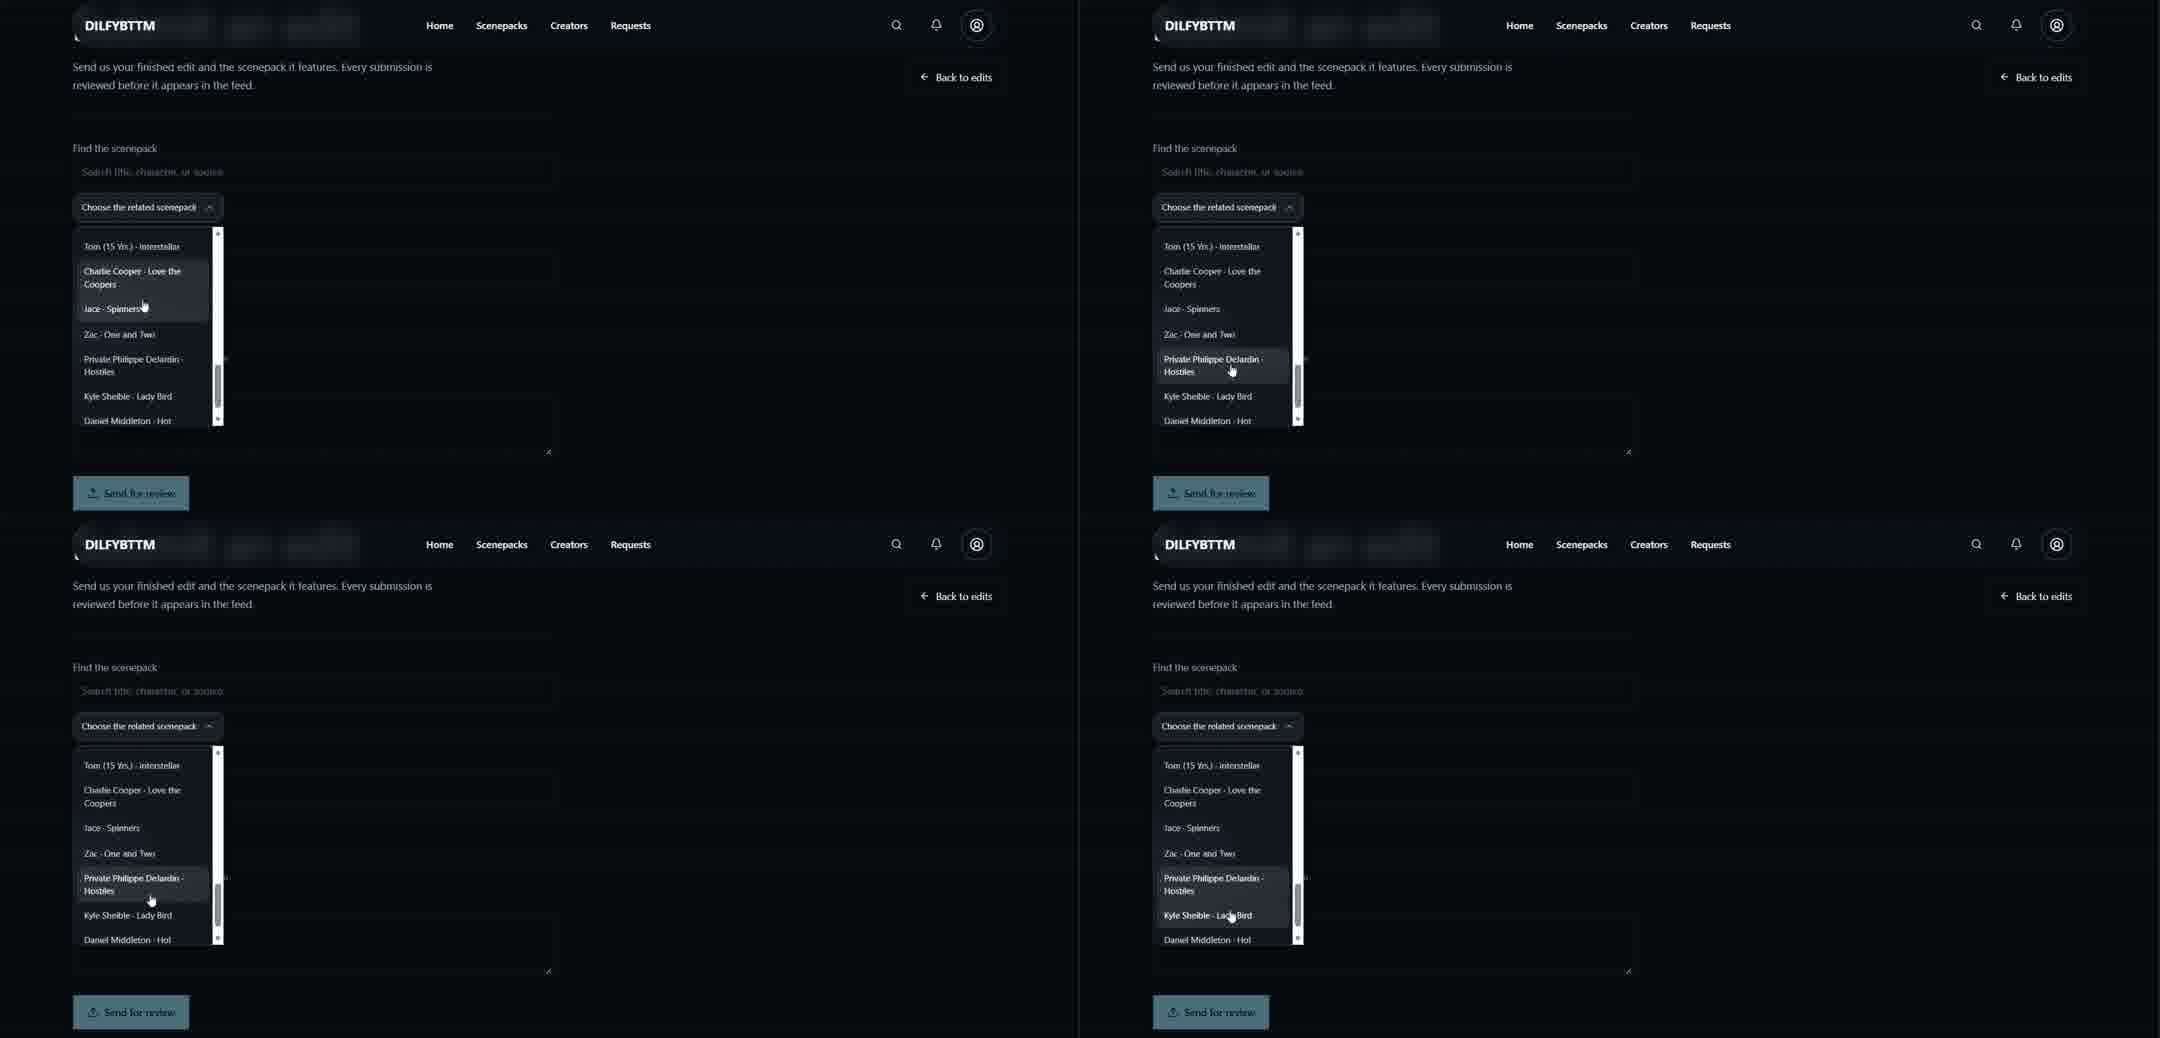 DILFYBTTM
Home Scenepacks Creators Requests
Send us your finished edit and the scenepack it features. Every submission is
reviewed before it appears in the feed.
Back to edits
Find the scenepack
Search title, character, or source
Choose the related scenepack
Tom (15 Yrs.) - Interstellar
Charlie Cooper - Love the
Coopers
Jace - Spinners
Zac - One and Two
Private Philippe DeJardin -
Hostiles
Kyle Sheible - Lady Bird
Daniel Middleton - Hot
Send for review
DILFYBTTM
Home Scenepacks Creators Requests
Send us your finished edit and the scenepack it features. Every submission is
reviewed before it appears in the feed.
Back to edits
Find the scenepack
Search title, character, or source
Choose the related scenepack
Tom (15 Yrs.) - Interstellar
Charlie Cooper - Love the
Coopers
Jace - Spinners
Zac - One and Two
Private Philippe DeJardin -
Hostiles
Kyle Sheible - Lady Bird
Daniel Middleton - Hot
Send for review
DILFYBTTM
Home Scenepacks Creators Requests
Send us your finished edit and the scenepack it features. Every submission is
reviewed before it appears in the feed.
Back to edits
Find the scenepack
Search title, character, or source
Choose the related scenepack
Tom (15 Yrs.) - Interstellar
Charlie Cooper - Love the
Coopers
Jace - Spinners
Zac - One and Two
Private Philippe DeJardin -
Hostiles
Kyle Sheible - Lady Bird
Daniel Middleton - Hot
Send for review
DILFYBTTM
Home Scenepacks Creators Requests
Send us your finished edit and the scenepack it features. Every submission is
reviewed before it appears in the feed.
Back to edits
Find the scenepack
Search title, character, or source
Choose the related scenepack
Tom (15 Yrs.) - Interstellar
Charlie Cooper - Love the
Coopers
Jace - Spinners
Zac - One and Two
Private Philippe DeJardin -
Hostiles
Kyle Sheible - Lady Bird
Daniel Middleton - Hot
Send for review